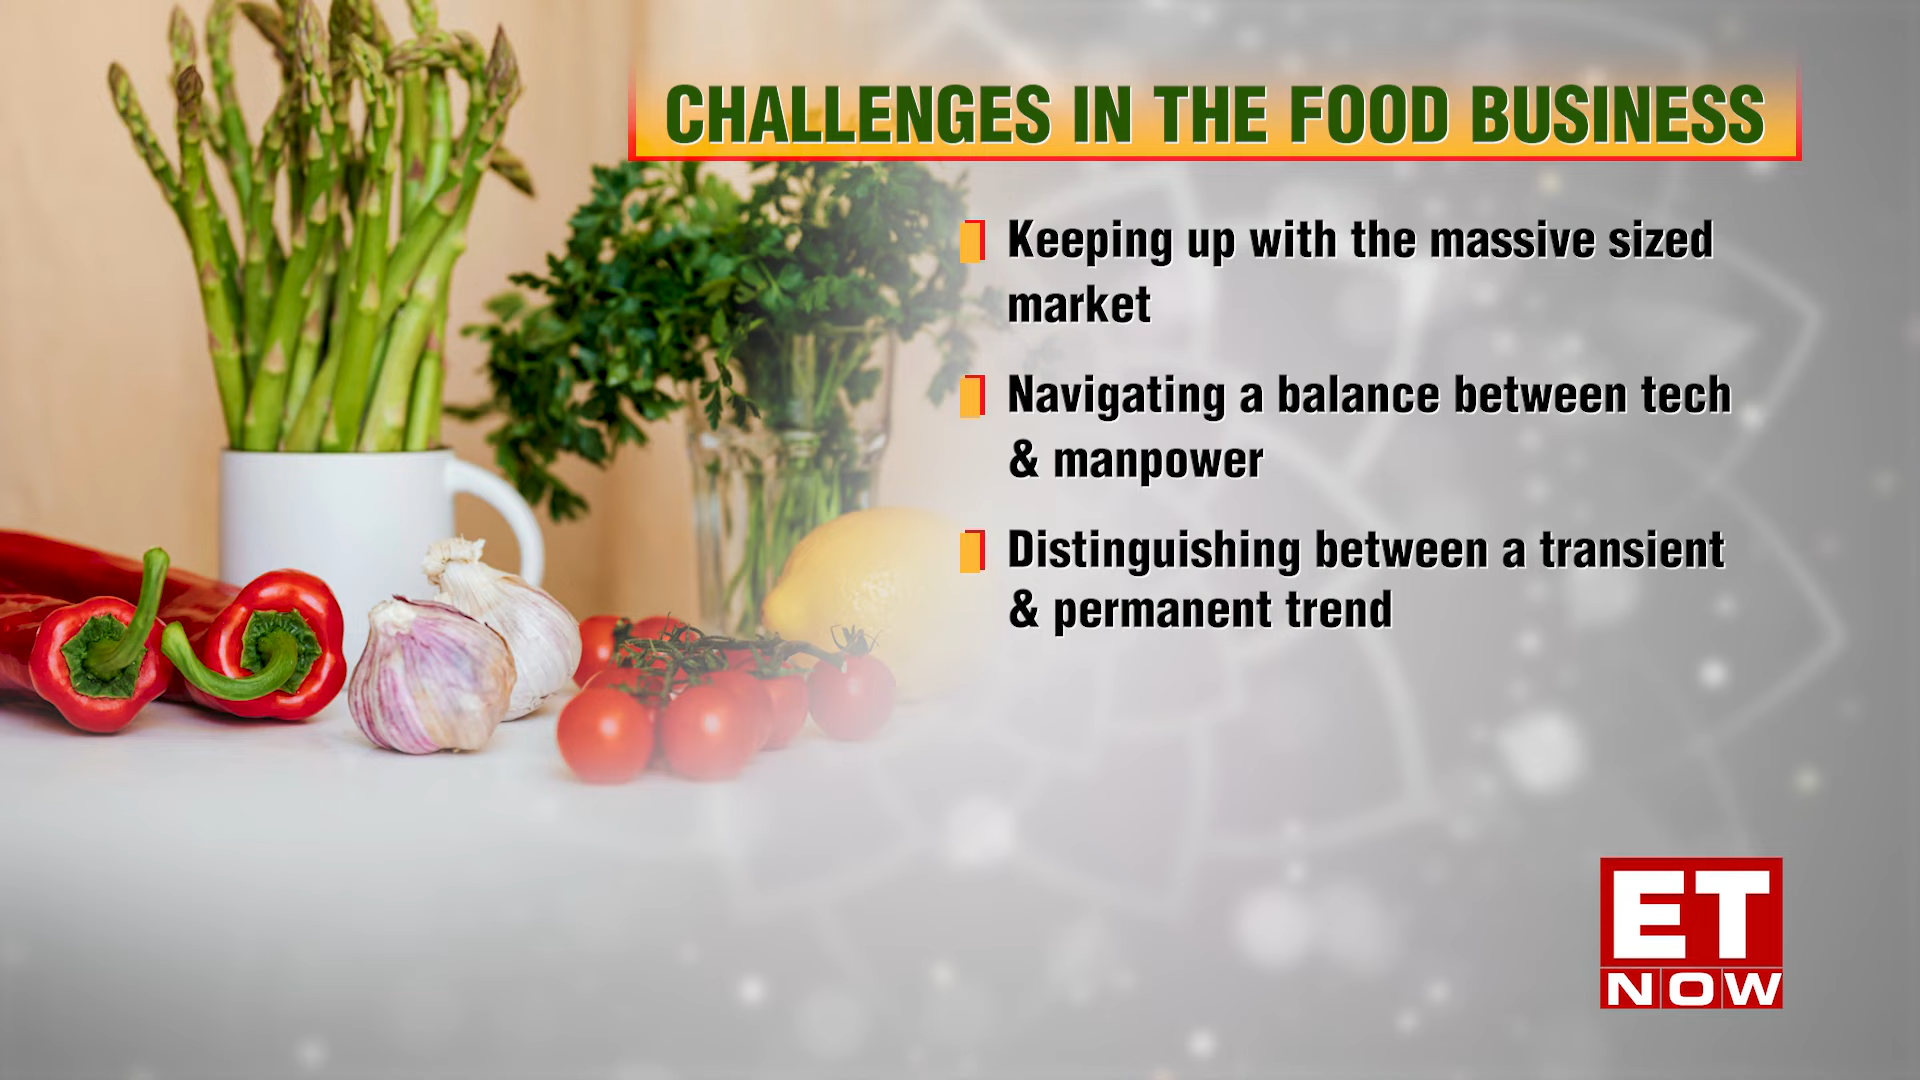 CHALLENGES IN THE FOOD BUSINESS
Keeping up with the massive sized
market
Navigating a balance between tech
& manpower
Distinguishing between a transient
& permanent trend
ET
NOW